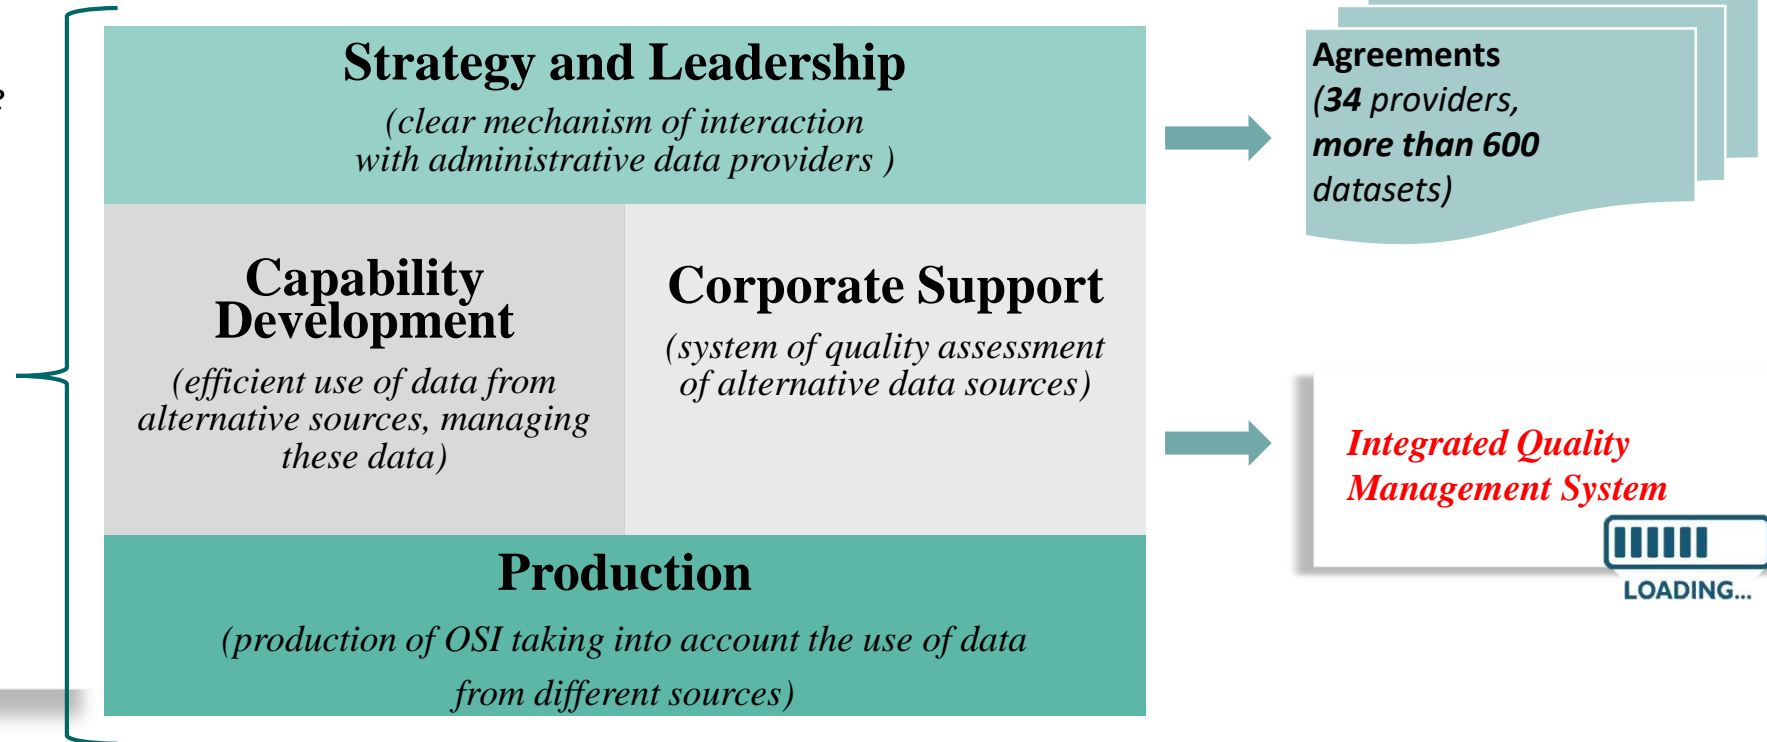 Strategy and Leadership
(clear mechanism of interaction
with administrative data providers )
Capability
Development
(efficient use of data from
alternative sources, managing
these data)
Corporate Support
(system of quality assessment
of alternative data sources)
Production
(production of OSI taking into account the use of data
from different sources)
Agreements
(34 providers,
more than 600
datasets)
Integrated Quality
Management System
LOADING...